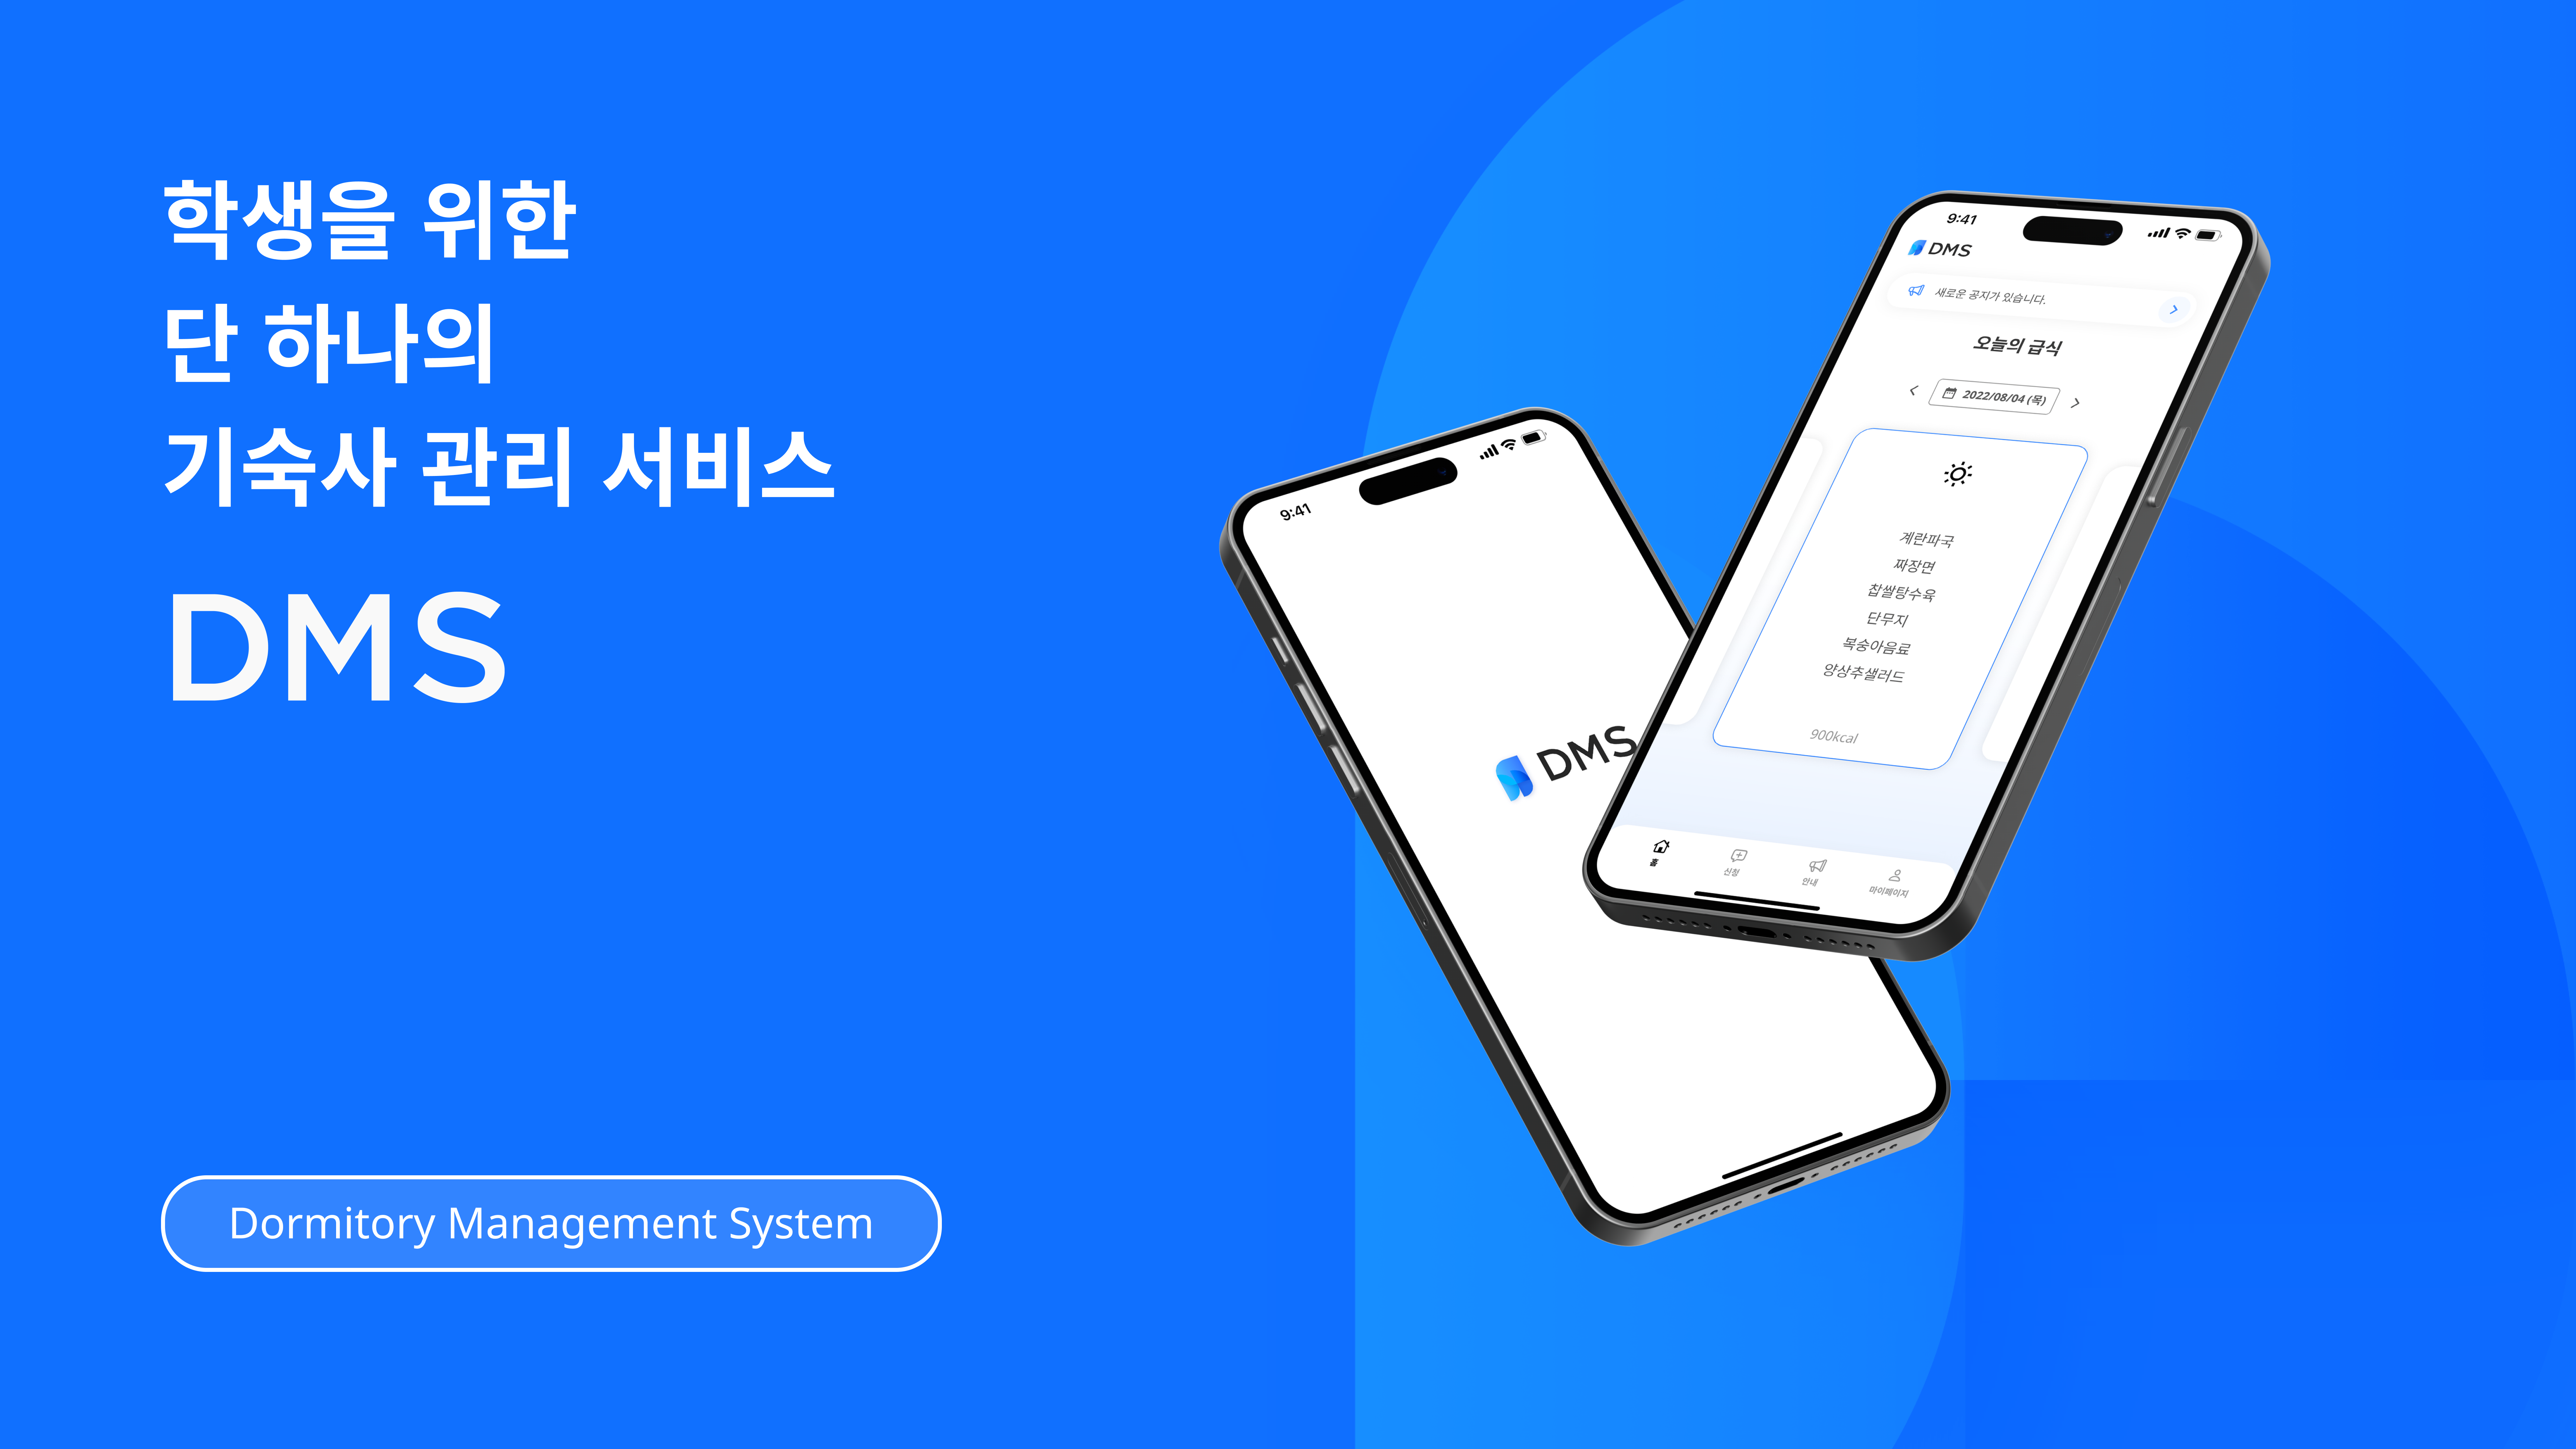 학생을 위한
단 하나의
기숙사 관리 서비스
DMS
Dormitory Management System
9:41
DMS
9:41
DMS
새로운 공지가 있습니다.
오늘의 급식
2022/08/04 (목)
계란파국
짜장면
찹쌀탕수육
단무지
복숭아음료
양상추샐러드
900kcal
홈
신청
안내
마이페이지